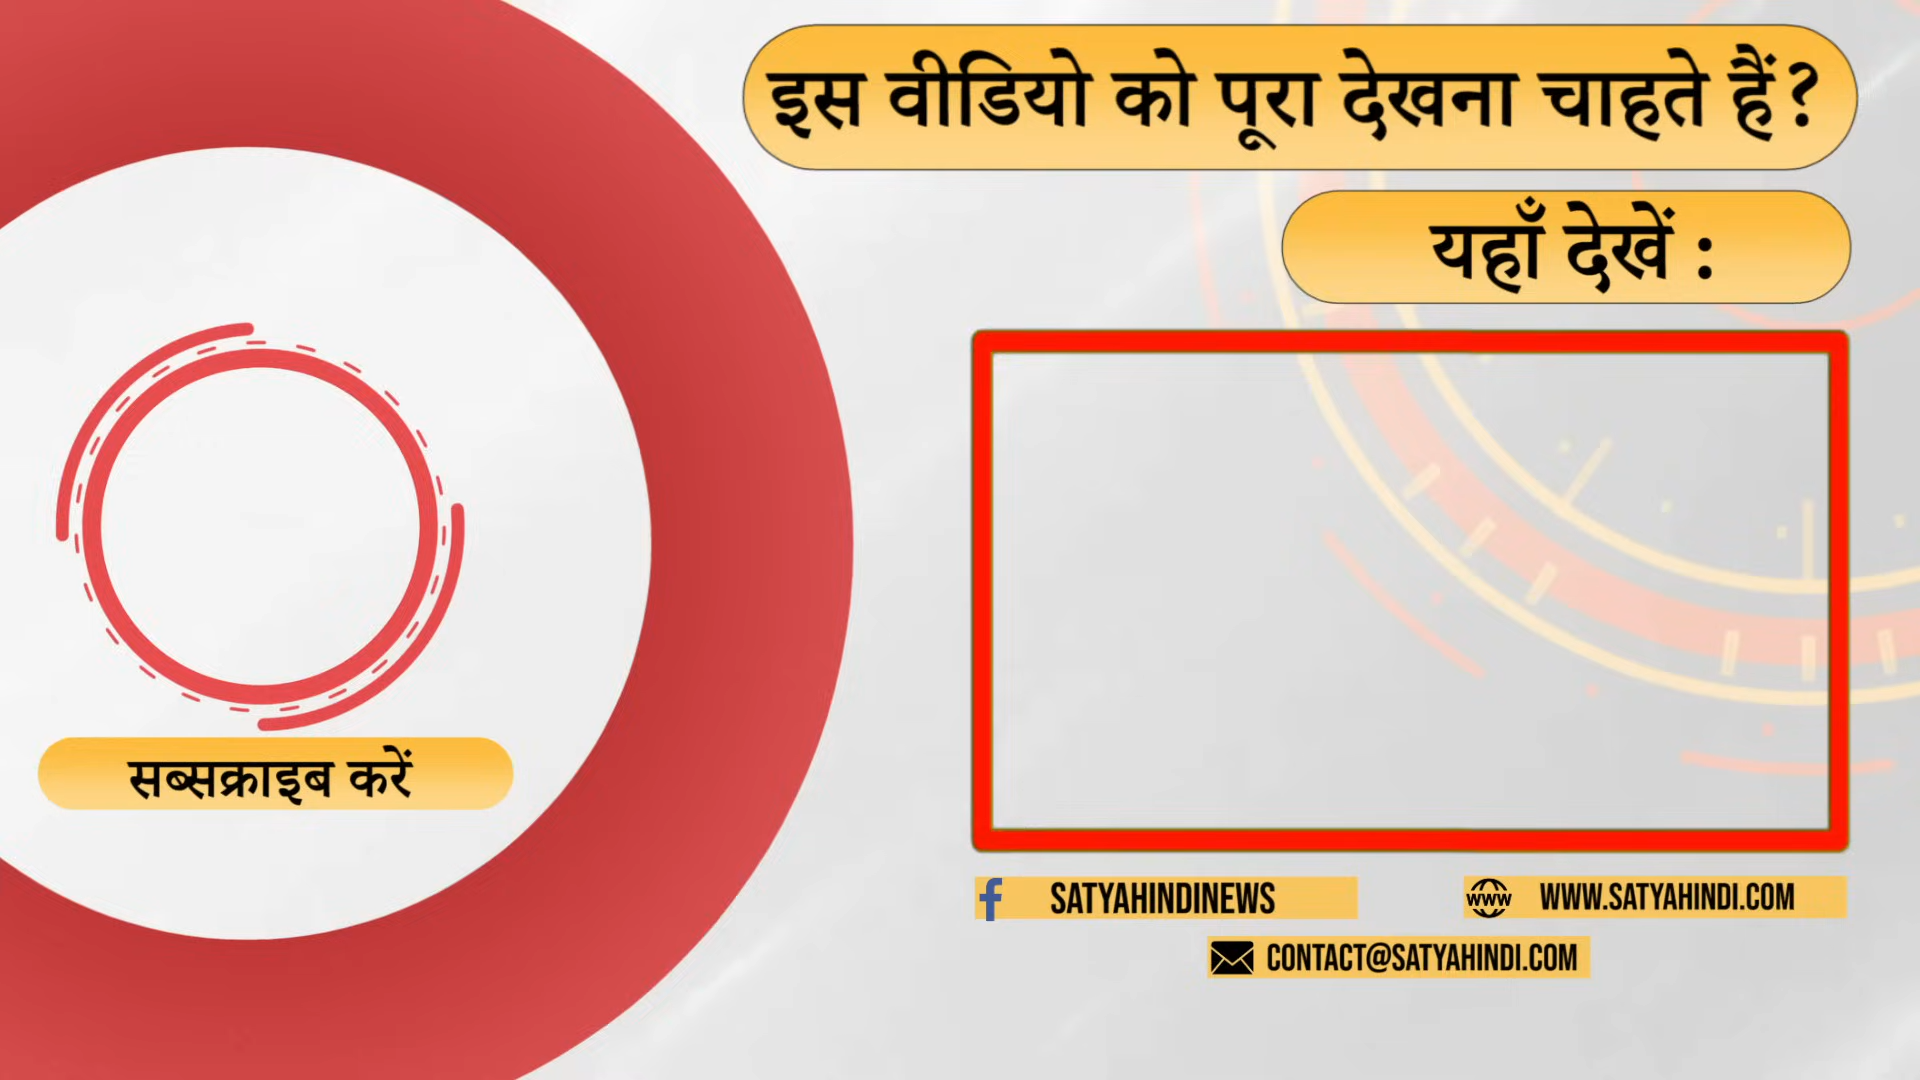 इस वीडियो को पूरा देखना चाहते हैं?
यहाँ देखें :
सब्सक्राइब करें
SATYAHINDINEWS
WWW.SATYAHINDI.COM
CONTACT@SATYAHINDI.COM